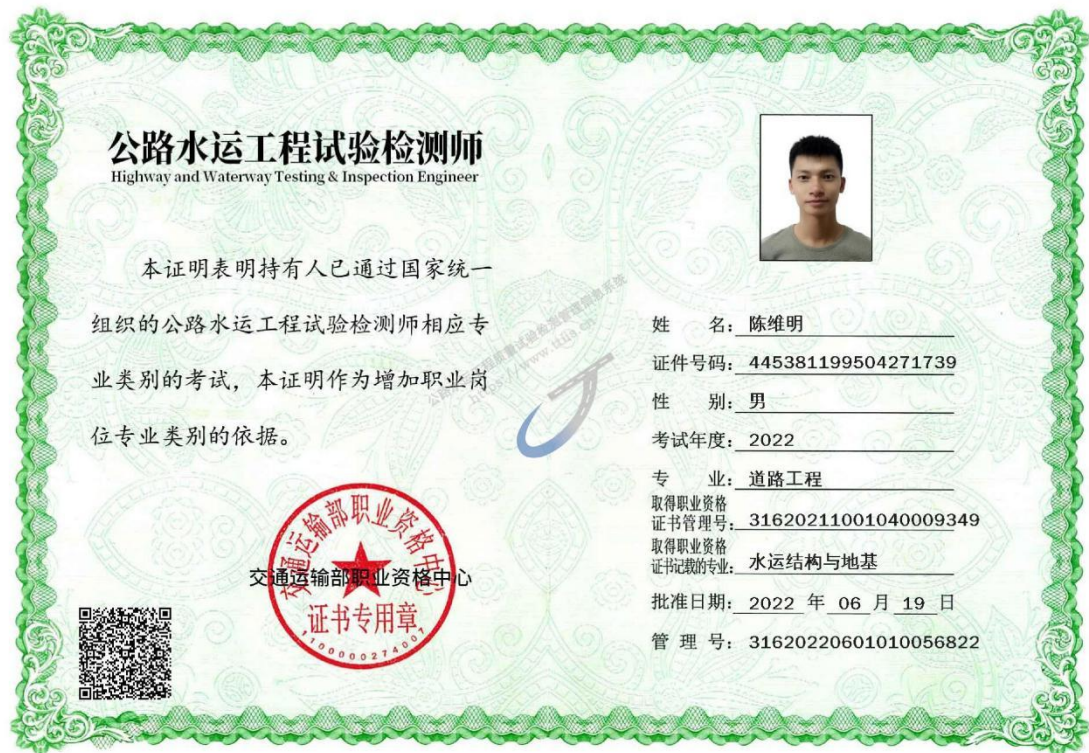 公路水运工程试验检测师
Highway and Waterway Testing & Inspection Engineer
本证明表明持有人已通过国家统一
组织的公路水运工程试验检测师相应专
业类别的考试，本证明作为增加职业岗
位专业类别的依据。
交通运输部职业资格中心
交通运输部职业资格中心
证书专用章
姓 名：陈维明
证件号码：445381199504271739
性 别：男
考试年度：2022
专 业：道路工程
取得职业资格
证书管理号：31620211001040009349
取得职业资格
证书记载的专业：水运结构与地基
批准日期：2022 年 06 月 19 日
管 理 号：31620220601010056822